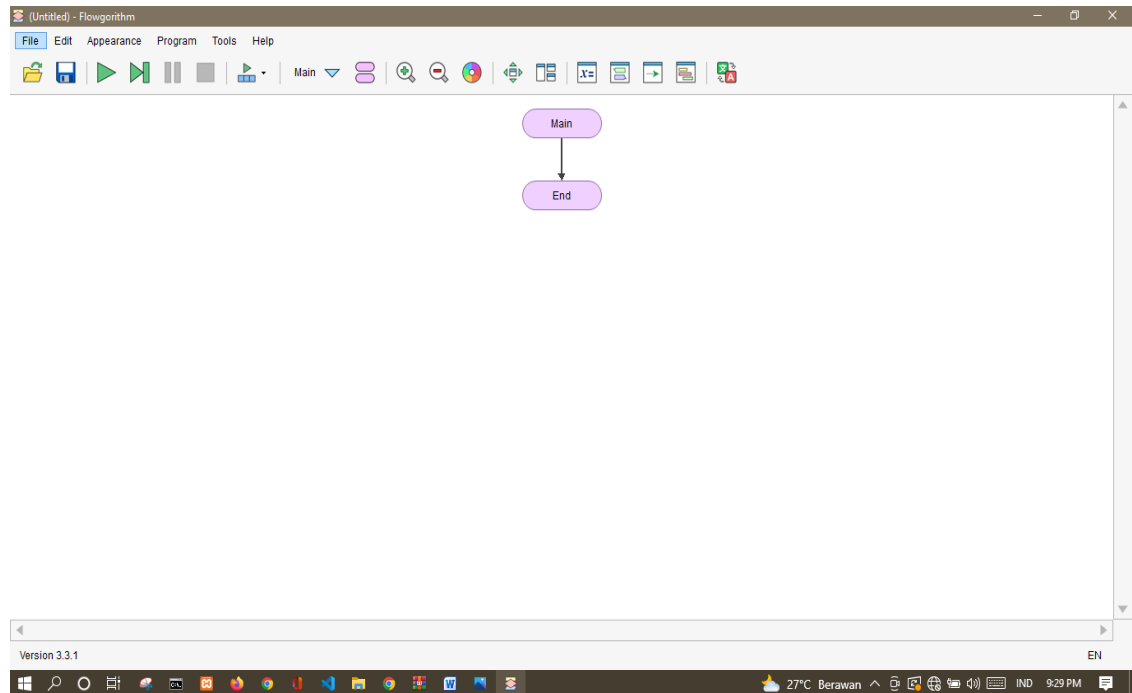 (Untitled) - Flowgorithm
File Edit Appearance Program Tools Help
Main
Main
End
Version 3.3.1 EN
27°C Berawan IND 9:29 PM